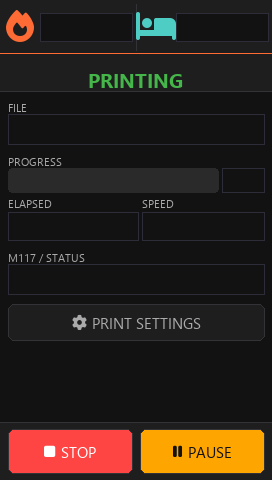 PRINTING
FILE
PROGRESS
ELAPSED SPEED
M117 / STATUS
PRINT SETTINGS
STOP PAUSE